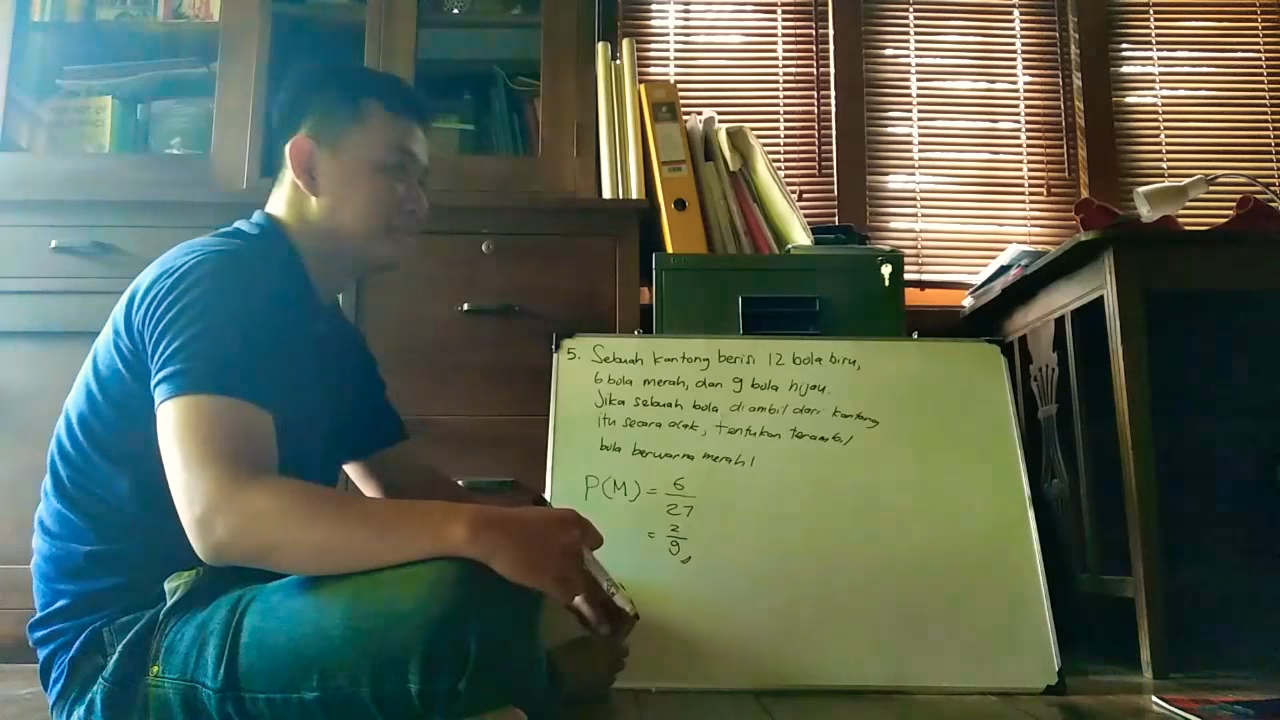 5. Sebuah kantong berisi 12 bola biru,
6 bola merah, dan 9 bola hijau.
Jika sebuah bola diambil dari kantong
itu secara acak, tentukan terambil
bola berwarna merah!
P(M) = 6/27
= 2/9